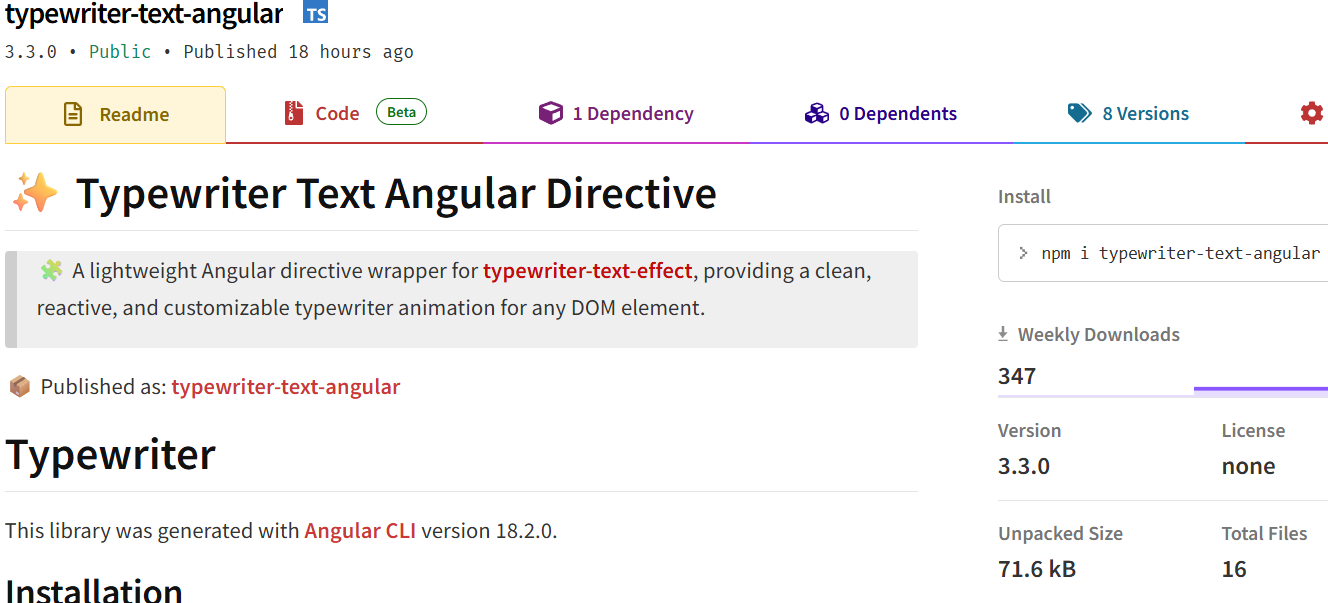 typewriter-text-angular TS
3.3.0 • Public • Published 18 hours ago
Readme
Code Beta
1 Dependency
0 Dependents
8 Versions
✨ Typewriter Text Angular Directive
🧩 A lightweight Angular directive wrapper for typewriter-text-effect, providing a clean,
reactive, and customizable typewriter animation for any DOM element.
📦 Published as: typewriter-text-angular
Typewriter
This library was generated with Angular CLI version 18.2.0.
Installation
Install
> npm i typewriter-text-angular
Weekly Downloads
347
Version License
3.3.0 none
Unpacked Size Total Files
71.6 kB 16